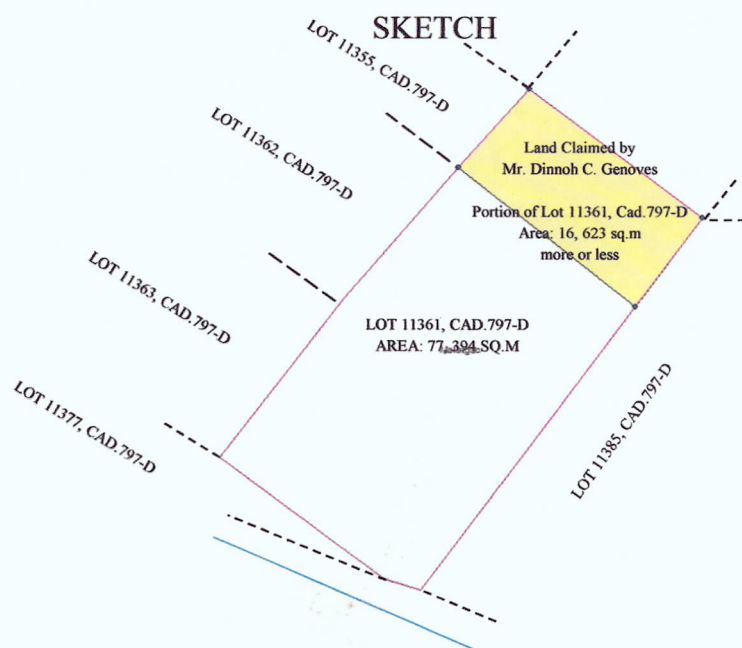 SKETCH
LOT 11355, CAD.797-D
LOT 11362, CAD.797-D
Land Claimed by
Mr. Dinnoh C. Genoves
Portion of Lot 11361, Cad.797-D
Area: 16, 623 sq.m
more or less
LOT 11363, CAD.797-D
LOT 11361, CAD.797-D
AREA: 77, 394 SQ.M
LOT 11377, CAD.797-D
LOT 11385, CAD.797-D